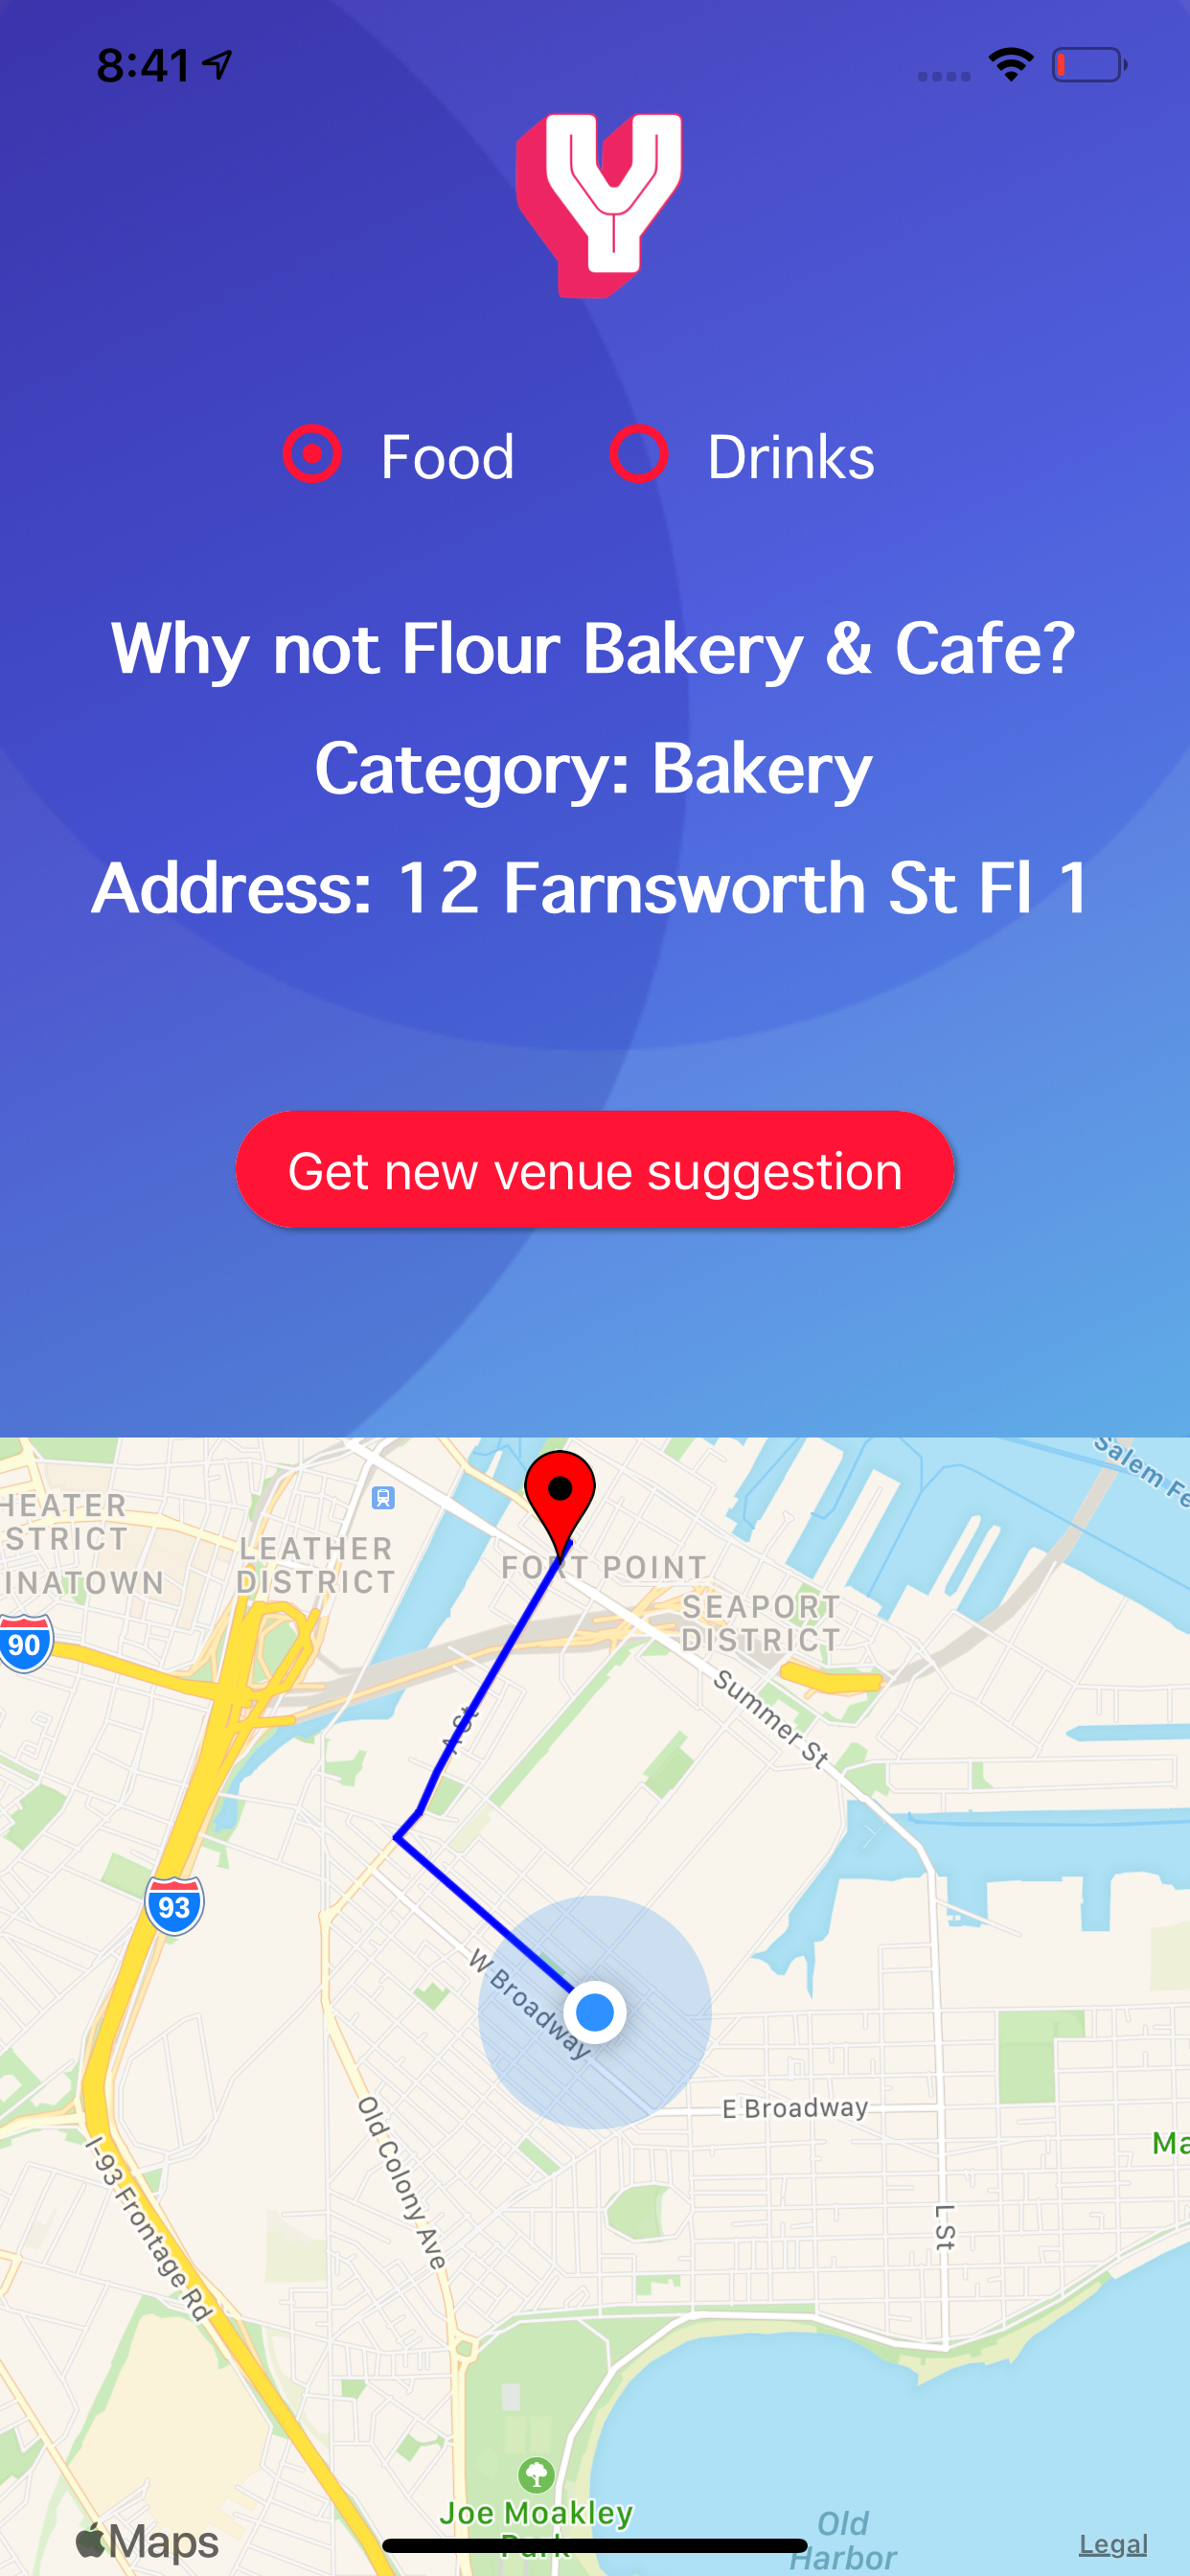 8:41
Y
Food
Drinks
Why not Flour Bakery & Cafe?
Category: Bakery
Address: 12 Farnsworth St Fl 1
Get new venue suggestion
Salem Fe
HEATER
STRICT
INATOWN
LEATHER
DISTRICT
FORT POINT
SEAPORT
DISTRICT
90
A St
Summer St
93
W Broadway
E Broadway
Ma
Old Colony Ave
I-93 Frontage Rd
L St
Joe Moakley
Park
Old
Harbor
Maps
Legal